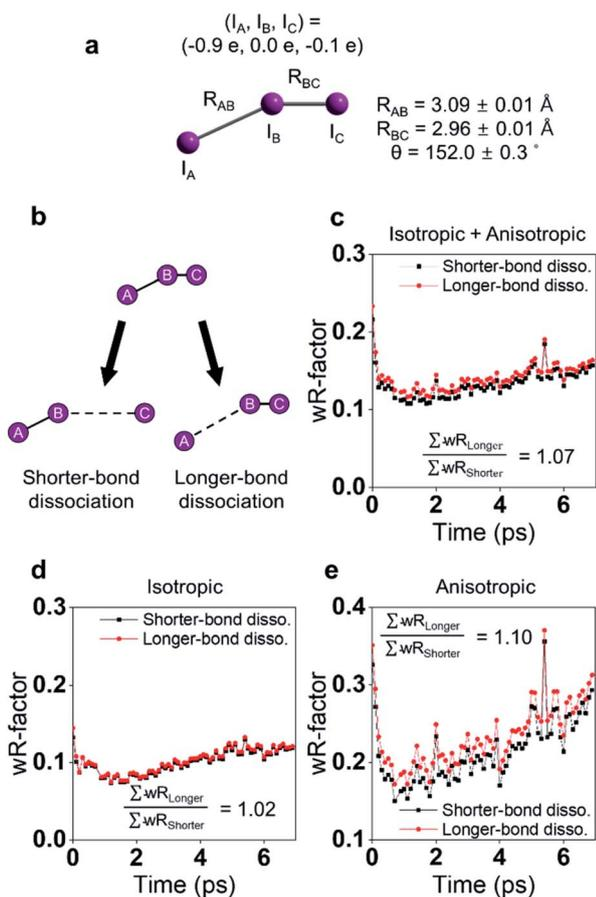 a
(I_A, I_B, I_C) =
(-0.9 e, 0.0 e, -0.1 e)
R_AB
R_BC
I_A
I_B
I_C
R_AB = 3.09 ± 0.01 Å
R_BC = 2.96 ± 0.01 Å
θ = 152.0 ± 0.3 °
b
A
B
C
A
B
C
A
B
C
Shorter-bond
dissociation
Longer-bond
dissociation
c
Isotropic + Anisotropic
Shorter-bond disso.
Longer-bond disso.
wR-factor
0.3
0.2
0.1
0.0
∑wR_Longer
∑wR_Shorter
= 1.07
0 2 4 6
Time (ps)
d
Isotropic
Shorter-bond disso.
Longer-bond disso.
wR-factor
0.3
0.2
0.1
0.0
∑wR_Longer
∑wR_Shorter
= 1.02
0 2 4 6
Time (ps)
e
Anisotropic
∑wR_Longer
∑wR_Shorter
= 1.10
wR-factor
0.4
0.3
0.2
0.1
Shorter-bond disso.
Longer-bond disso.
0 2 4 6
Time (ps)